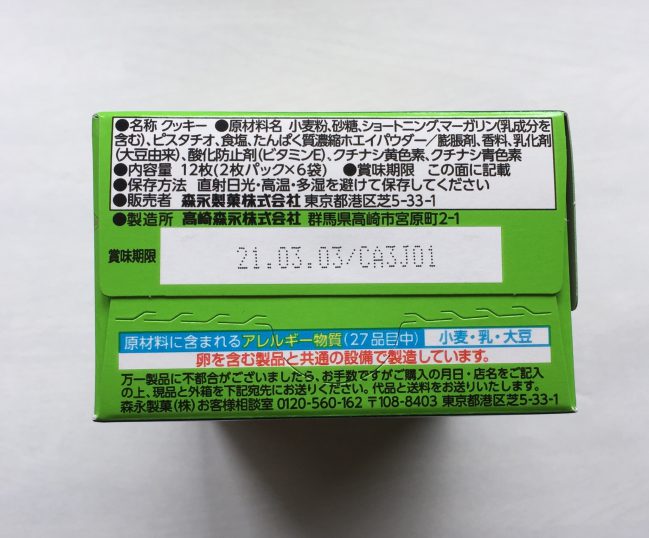 ●名称 クッキー ●原材料名 小麦粉、砂糖、ショートニング、マーガリン(乳成分を
含む)、ピスタチオ、食塩、たんぱく質濃縮ホエイパウダー/膨脹剤、香料、乳化剤
(大豆由来)、酸化防止剤(ビタミンE)、クチナシ黄色素、クチナシ青色素
●内容量 12枚(2枚パック×6袋) ●賞味期限 この面に記載
●保存方法 直射日光・高温・多湿を避けて保存してください
●販売者 森永製菓株式会社 東京都港区芝5-33-1
●製造所 高崎森永株式会社 群馬県高崎市宮原町2-1
賞味期限 21.03.03/CA3J01
原材料に含まれるアレルギー物質(27品目中) 小麦・乳・大豆
卵を含む製品と共通の設備で製造しています。
万一製品に不都合がございましたら、お手数ですがご購入の月日・店名をご記入
の上、現品と外箱を下記宛先にお送りください。代品と送料をお送りいたします。
森永製菓(株)お客様相談室 0120-560-162 〒108-8403 東京都港区芝5-33-1